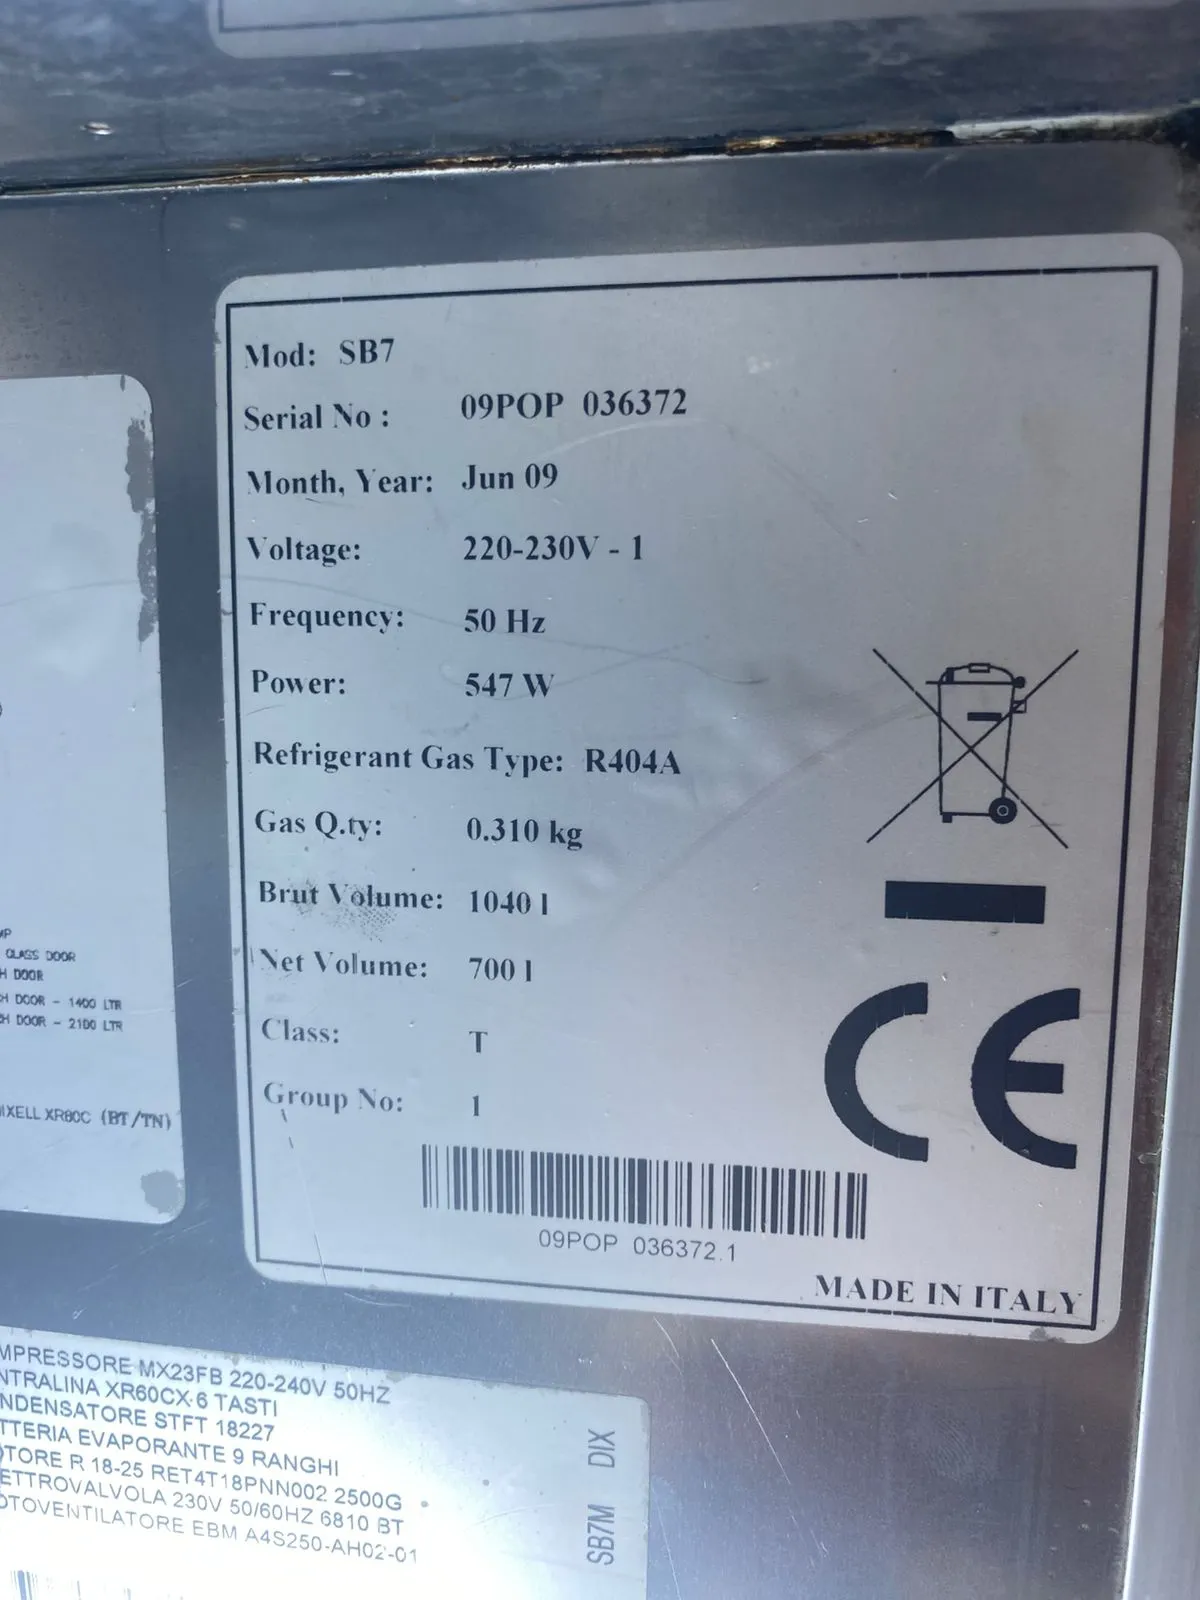 Mod: SB7
Serial No : 09POP 036372
Month, Year: Jun 09
Voltage: 220-230V - 1
Frequency: 50 Hz
Power: 547 W
Refrigerant Gas Type: R404A
Gas Q.ty: 0.310 kg
Brut Volume: 1040 l
Net Volume: 700 l
Class: T
Group No: 1
CE
09POP 036372.1
MADE IN ITALY
GLASS DOOR
DOOR
DOOR - 1400 LTR
DOOR - 2100 LTR
XR80C (BT/TN)
MPRESSORE MX23FB 220-240V 50HZ
NTRALINA XR60CX 6 TASTI
NDENSATORE STFT 18227
TTERIA EVAPORANTE 9 RANGHI
OTORE R 18-25 RET4T18PNN002 2500G
ETTROVALVOLA 230V 50/60HZ 6810 BT
OTOVENTILATORE EBM A4S250-AH02-01
SB7M DIX